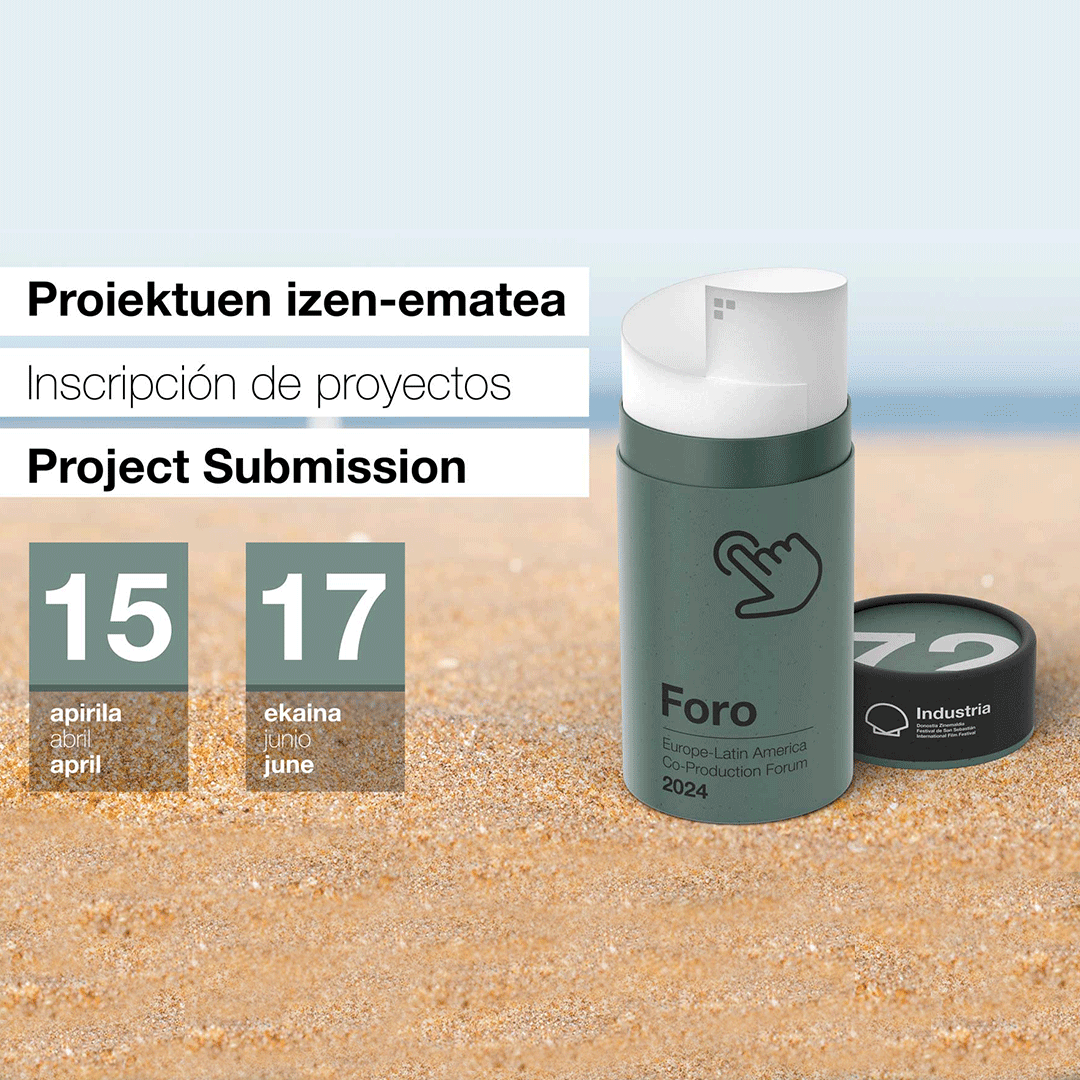 Proiektuen izen-ematea
Inscripción de proyectos
Project Submission
15
apirila
abril
april
17
ekaina
junio
june
Foro
Europe-Latin America
Co-Production Forum
2024
72
Industria
Donostia Zinemaldia
Festival de San Sebastián
International Film Festival